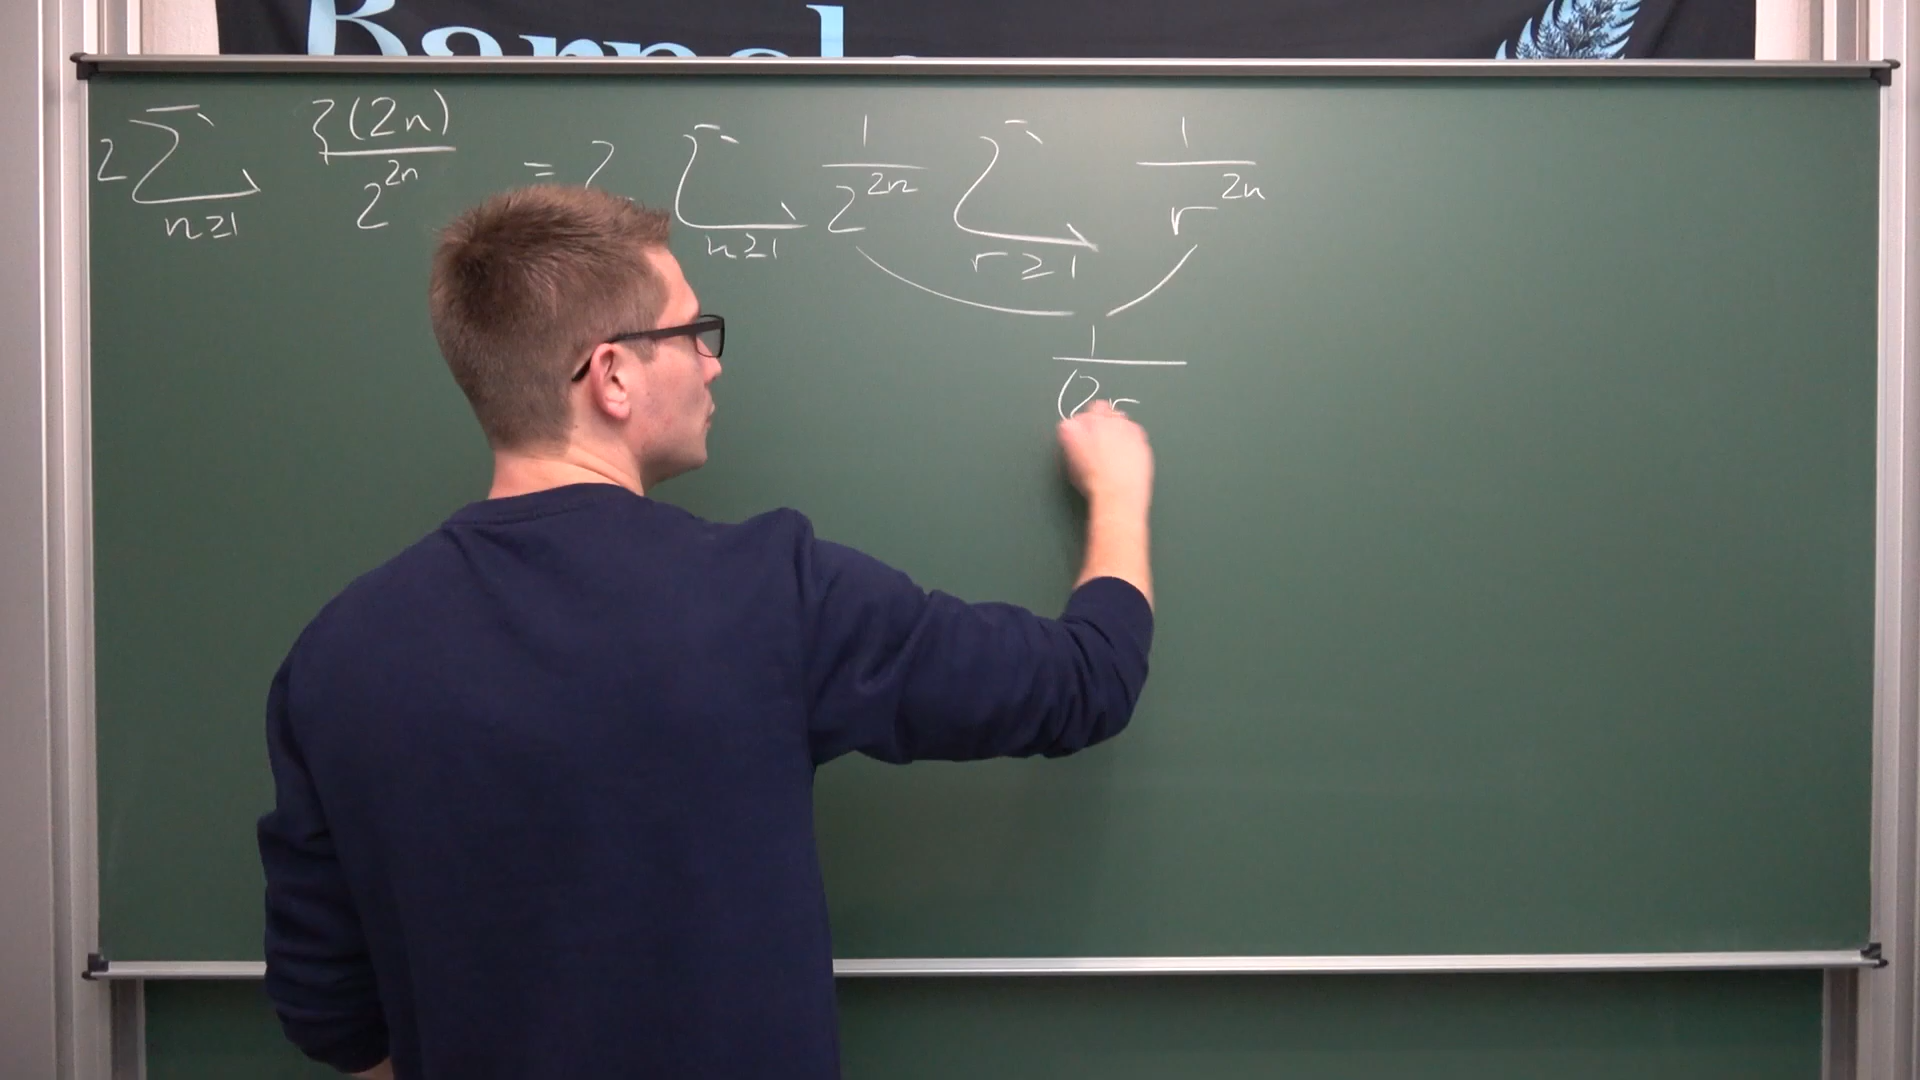 2 ∑_{n≥1} ζ(2n)/2^{2n} = 2 ∑_{n≥1} 1/2^{2n} ∑_{r≥1} 1/r^{2n}
1/(2r